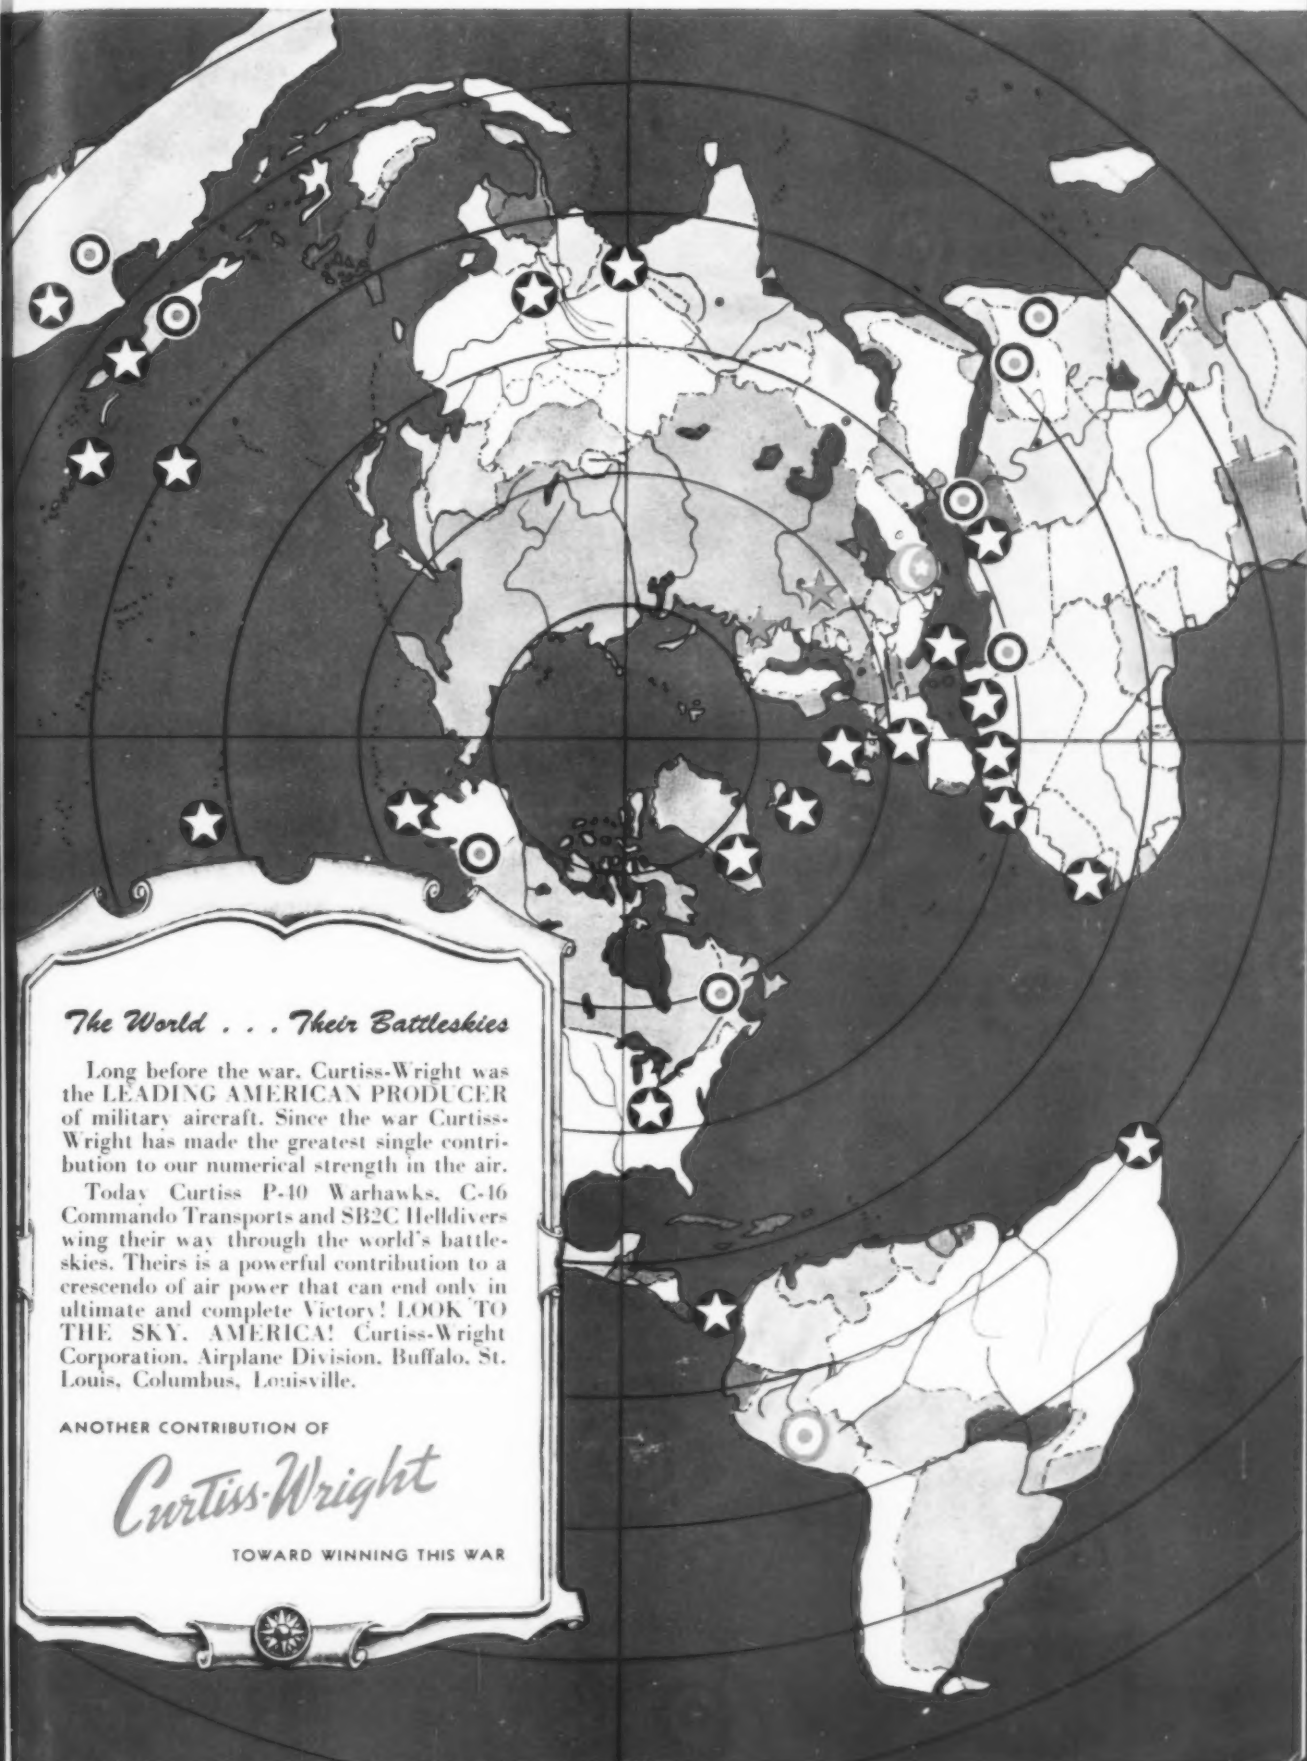 The World . . . Their Battleskies
Long before the war, Curtiss-Wright was
the LEADING AMERICAN PRODUCER
of military aircraft. Since the war Curtiss-
Wright has made the greatest single contri-
bution to our numerical strength in the air.
Today Curtiss P-40 Warhawks, C-46
Commando Transports and SB2C Helldivers
wing their way through the world's battle-
skies. Theirs is a powerful contribution to a
crescendo of air power that can end only in
ultimate and complete Victory! LOOK TO
THE SKY, AMERICA! Curtiss-Wright
Corporation, Airplane Division, Buffalo, St.
Louis, Columbus, Louisville.
ANOTHER CONTRIBUTION OF
Curtiss-Wright
TOWARD WINNING THIS WAR